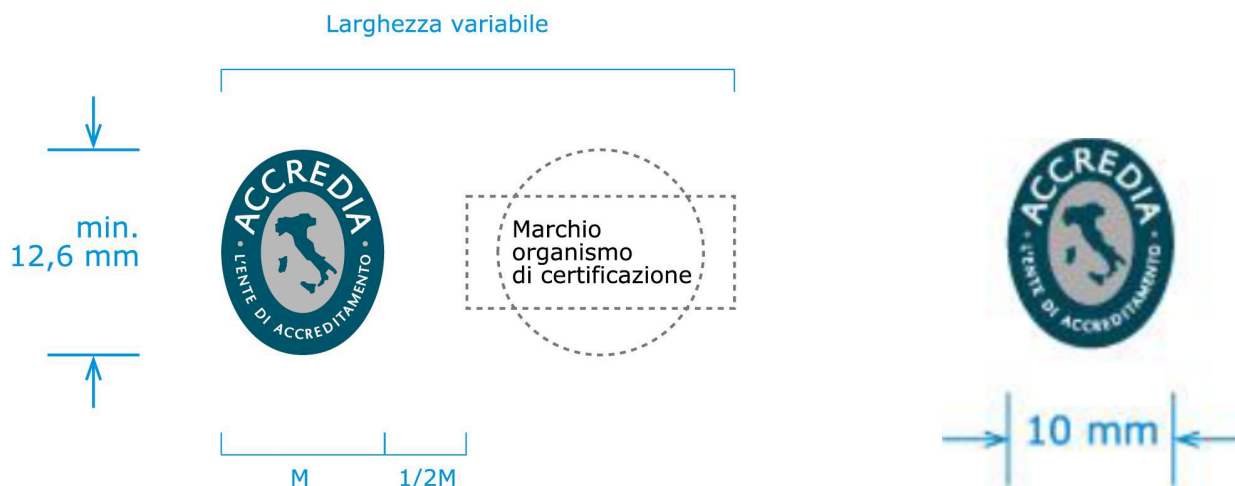 Larghezza variabile
min.
12,6 mm
ACCREDIA
L'ENTE DI ACCREDITAMENTO
Marchio
organismo
di certificazione
M
1/2M
ACCREDIA
L'ENTE DI ACCREDITAMENTO
10 mm